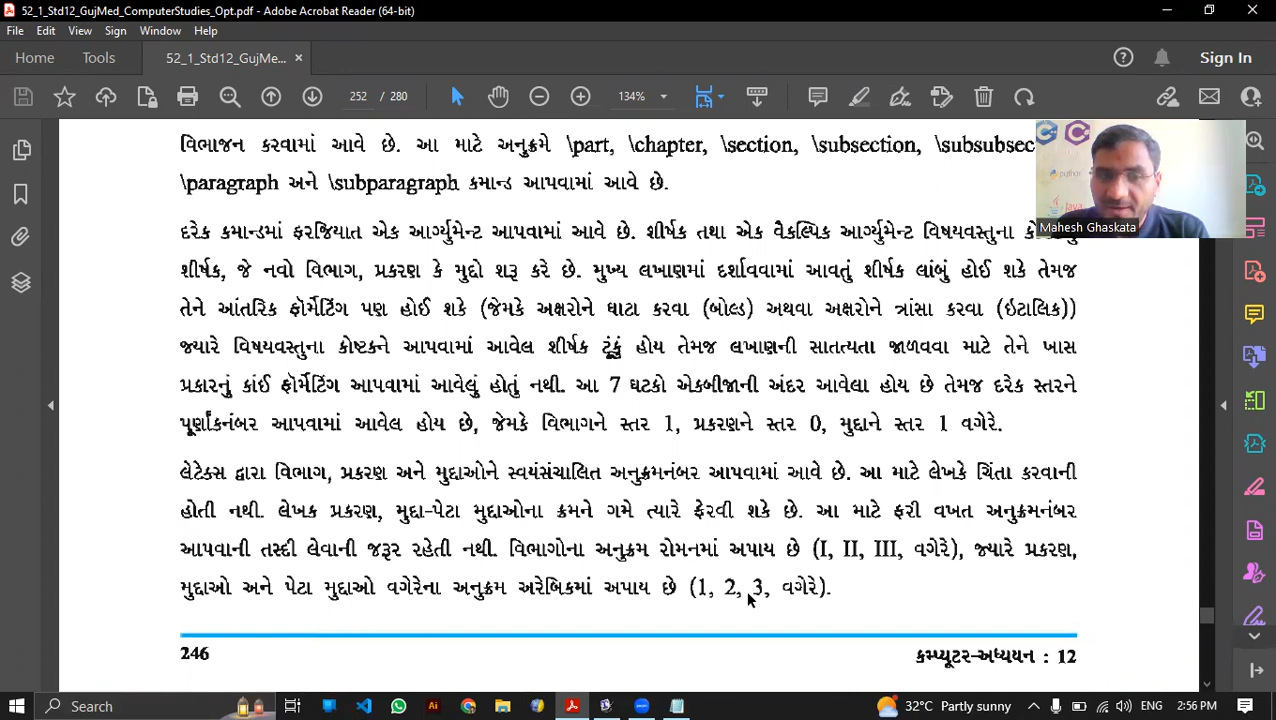 52_1_Std12_GujMed_ComputerStudies_Opt.pdf - Adobe Acrobat Reader (64-bit)
File Edit View Sign Window Help
Home Tools 52_1_Std12_GujMe... × Sign In
252 / 280 134%
વિભાજન કરવામાં આવે છે. આ માટે અનુક્રમે \part, \chapter, \section, \subsection, \subsubsec
\paragraph અને \subparagraph કમાન્ડ આપવામાં આવે છે.
દરેક કમાન્ડમાં ફરજિયાત એક આર્ગ્યુમેન્ટ આપવામાં આવે છે. શીર્ષક તથા એક વૈકલ્પિક આર્ગ્યુમેન્ટ વિષયવસ્તુના
શીર્ષક, જે નવો વિભાગ, પ્રકરણ કે મુદ્દો શરૂ કરે છે. મુખ્ય લખાણમાં દર્શાવવામાં આવતું શીર્ષક લાંબું હોઈ શકે તેમજ
તેને આંતરિક ફૉર્મેટિંગ પણ હોઈ શકે (જેમકે અક્ષરોને ઘાટા કરવા (બોલ્ડ) અથવા અક્ષરોને ત્રાંસા કરવા (ઇટાલિક))
જ્યારે વિષયવસ્તુના કોષ્ટકને આપવામાં આવેલ શીર્ષક ટૂંકું હોય તેમજ લખાણની સાતત્યતા જાળવવા માટે તેને ખાસ
પ્રકારનું કાંઈ ફૉર્મેટિંગ આપવામાં આવેલું હોતું નથી. આ 7 ઘટકો એકબીજાની અંદર આવેલા હોય છે તેમજ દરેક સ્તરને
પૂર્ણાંકનંબર આપવામાં આવેલ હોય છે, જેમકે વિભાગને સ્તર 1, પ્રકરણને સ્તર 0, મુદ્દાને સ્તર 1 વગેરે.
લેટેક્સ દ્વારા વિભાગ, પ્રકરણ અને મુદ્દાઓને સ્વયંસંચાલિત અનુક્રમનંબર આપવામાં આવે છે. આ માટે લેખકે ચિંતા કરવાની
હોતી નથી. લેખક પ્રકરણ, મુદ્દા-પેટા મુદ્દાઓના ક્રમને ગમે ત્યારે ફેરવી શકે છે. આ માટે ફરી વખત અનુક્રમનંબર
આપવાની તસ્દી લેવાની જરૂર રહેતી નથી. વિભાગોના અનુક્રમ રોમનમાં અપાય છે (I, II, III, વગેરે), જ્યારે પ્રકરણ,
મુદ્દાઓ અને પેટા મુદ્દાઓ વગેરેના અનુક્રમ અરેબિકમાં અપાય છે (1, 2, 3, વગેરે).
246 કમ્પ્યૂટર-અધ્યયન : 12
python
Java
Mahesh Ghaskata
Search 32°C Partly sunny 2:56 PM